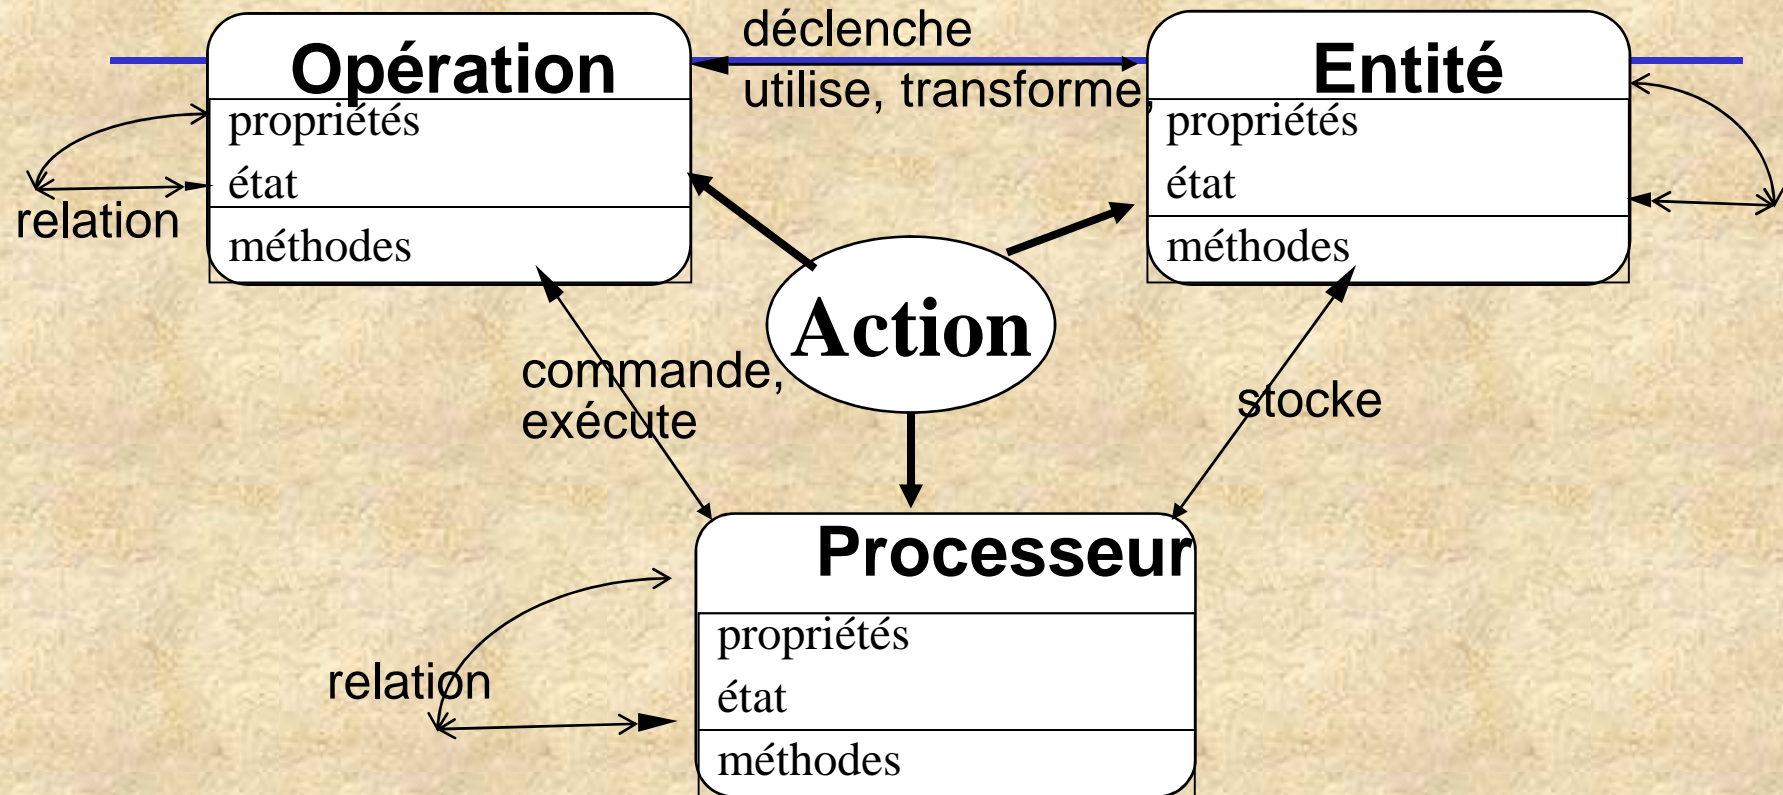 déclenche
utilise, transforme,
Opération
propriétés
état
méthodes
Entité
propriétés
état
méthodes
relation
Action
commande,
exécute
stocke
Processeur
propriétés
état
méthodes
relation